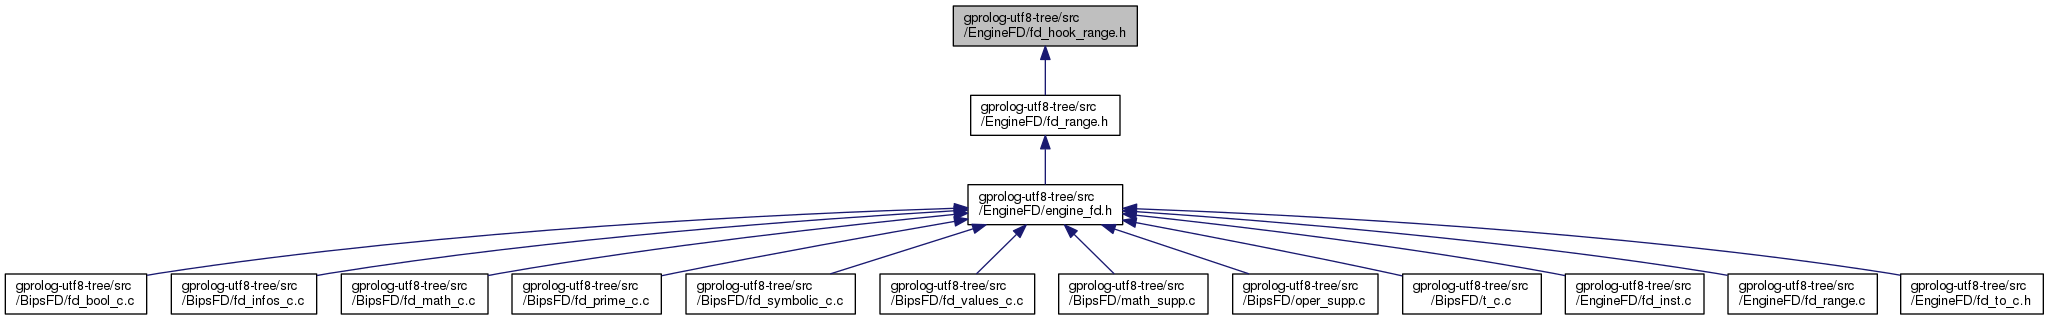 gprolog-utf8-tree/src
/EngineFD/fd_hook_range.h
gprolog-utf8-tree/src
/EngineFD/fd_range.h
gprolog-utf8-tree/src
/EngineFD/engine_fd.h
gprolog-utf8-tree/src
/BipsFD/fd_bool_c.c
gprolog-utf8-tree/src
/BipsFD/fd_infos_c.c
gprolog-utf8-tree/src
/BipsFD/fd_math_c.c
gprolog-utf8-tree/src
/BipsFD/fd_prime_c.c
gprolog-utf8-tree/src
/BipsFD/fd_symbolic_c.c
gprolog-utf8-tree/src
/BipsFD/fd_values_c.c
gprolog-utf8-tree/src
/BipsFD/math_supp.c
gprolog-utf8-tree/src
/BipsFD/oper_supp.c
gprolog-utf8-tree/src
/BipsFD/t_c.c
gprolog-utf8-tree/src
/EngineFD/fd_inst.c
gprolog-utf8-tree/src
/EngineFD/fd_range.c
gprolog-utf8-tree/src
/EngineFD/fd_to_c.h